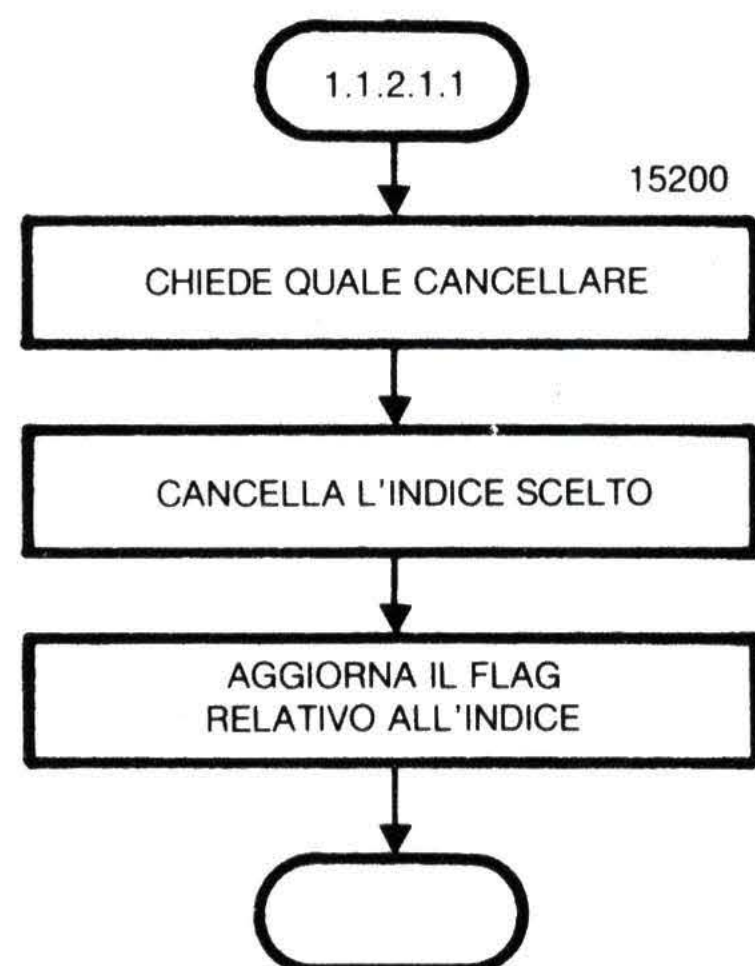 1.1.2.1.1
15200
CHIEDE QUALE CANCELLARE
CANCELLA L'INDICE SCELTO
AGGIORNA IL FLAG
RELATIVO ALL'INDICE